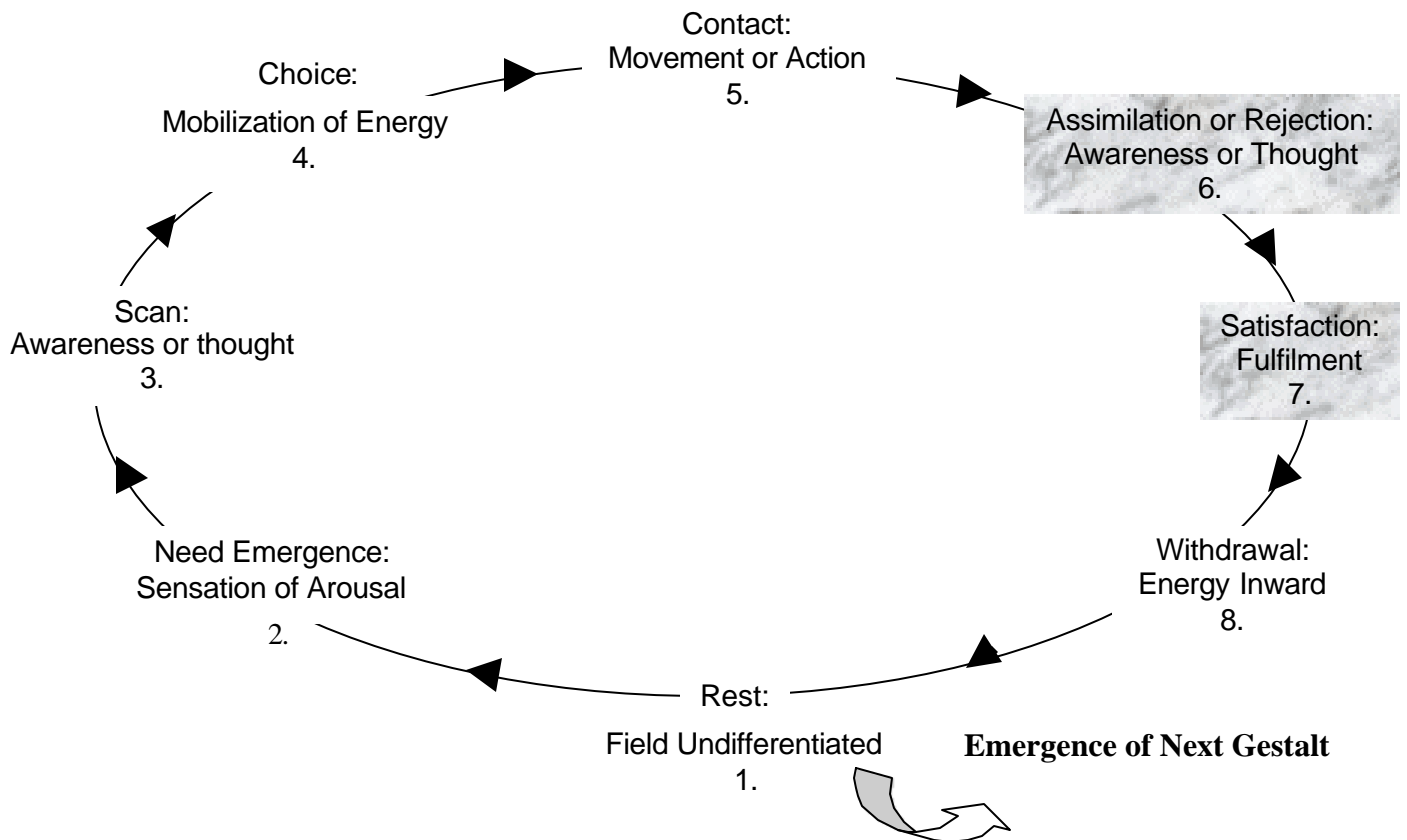 Contact:
Movement or Action
5.
Choice:
Mobilization of Energy
4.
Assimilation or Rejection:
Awareness or Thought
6.
Scan:
Awareness or thought
3.
Satisfaction:
Fulfilment
7.
Need Emergence:
Sensation of Arousal
2.
Withdrawal:
Energy Inward
8.
Rest:
Field Undifferentiated
1.
Emergence of Next Gestalt